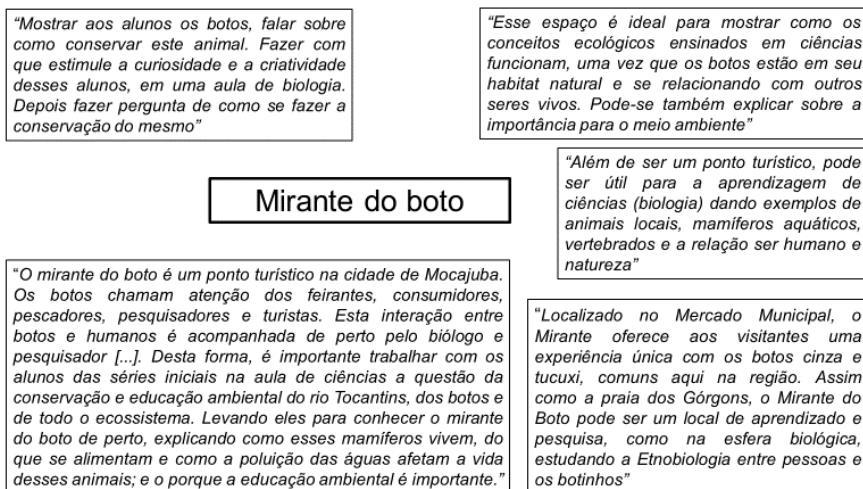 “Mostrar aos alunos os botos, falar sobre
como conservar este animal. Fazer com
que estimule a curiosidade e a criatividade
desses alunos, em uma aula de biologia.
Depois fazer pergunta de como se fazer a
conservação do mesmo”
“Esse espaço é ideal para mostrar como os
conceitos ecológicos ensinados em ciências
funcionam, uma vez que os botos estão em seu
habitat natural e se relacionando com outros
seres vivos. Pode-se também explicar sobre a
importância para o meio ambiente”
“Além de ser um ponto turístico, pode
ser útil para a aprendizagem de
ciências (biologia) dando exemplos de
animais locais, mamíferos aquáticos,
vertebrados e a relação ser humano e
natureza”
Mirante do boto
“O mirante do boto é um ponto turístico na cidade de Mocajuba.
Os botos chamam atenção dos feirantes, consumidores,
pescadores, pesquisadores e turistas. Esta interação entre
botos e humanos é acompanhada de perto pelo biólogo e
pesquisador [...]. Desta forma, é importante trabalhar com os
alunos das séries iniciais na aula de ciências a questão da
conservação e educação ambiental do rio Tocantins, dos botos e
de todo o ecossistema. Levando eles para conhecer o mirante
do boto de perto, explicando como esses mamíferos vivem, do
que se alimentam e como a poluição das águas afetam a vida
desses animais; e o porque a educação ambiental é importante.”
“Localizado no Mercado Municipal, o
Mirante oferece aos visitantes uma
experiência única com os botos cinza e
tucuxi, comuns aqui na região. Assim
como a praia dos Górgons, o Mirante do
Boto pode ser um local de aprendizado e
pesquisa, como na esfera biológica,
estudando a Etnobiologia entre pessoas e
os botinhos”